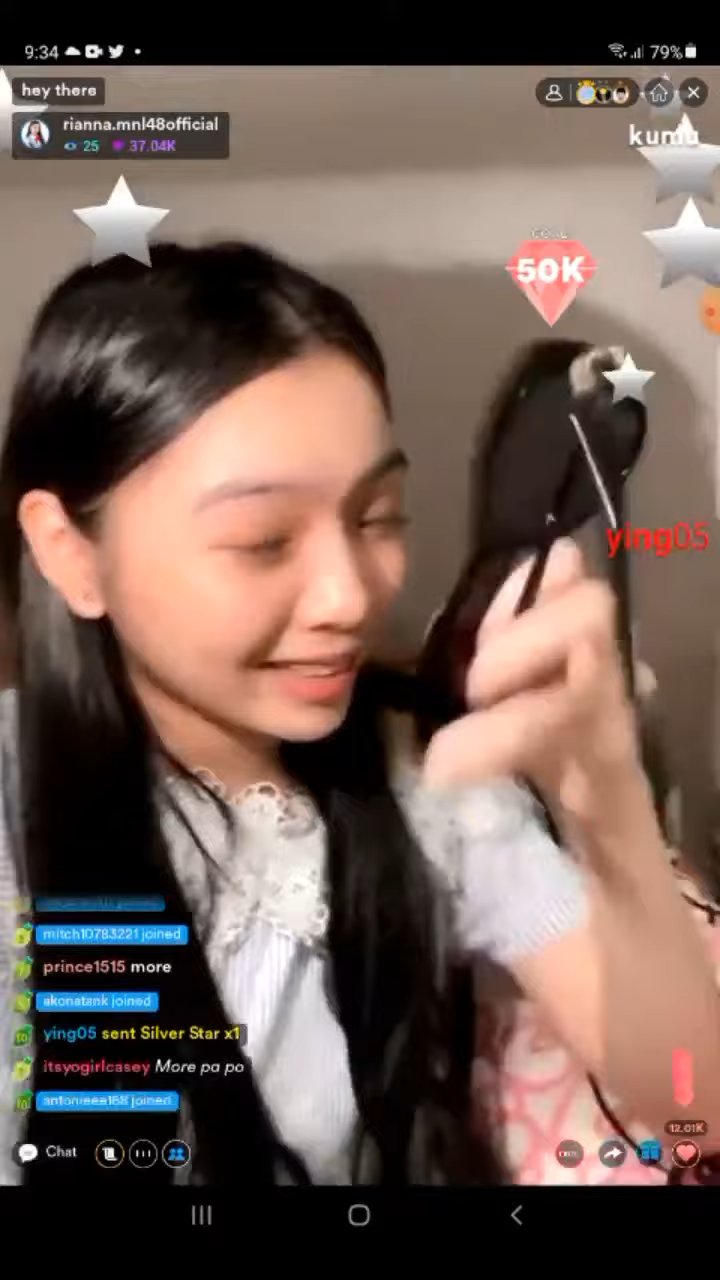 9:34
79%
hey there
rianna.mnl48official
25
37.04K
kumu
50K
ying05
mitch10783221 joined
prince1515 more
akonatank joined
ying05 sent Silver Star x1
itsyogirlcasey More pa po
antonieee168 joined
12.01K
Chat